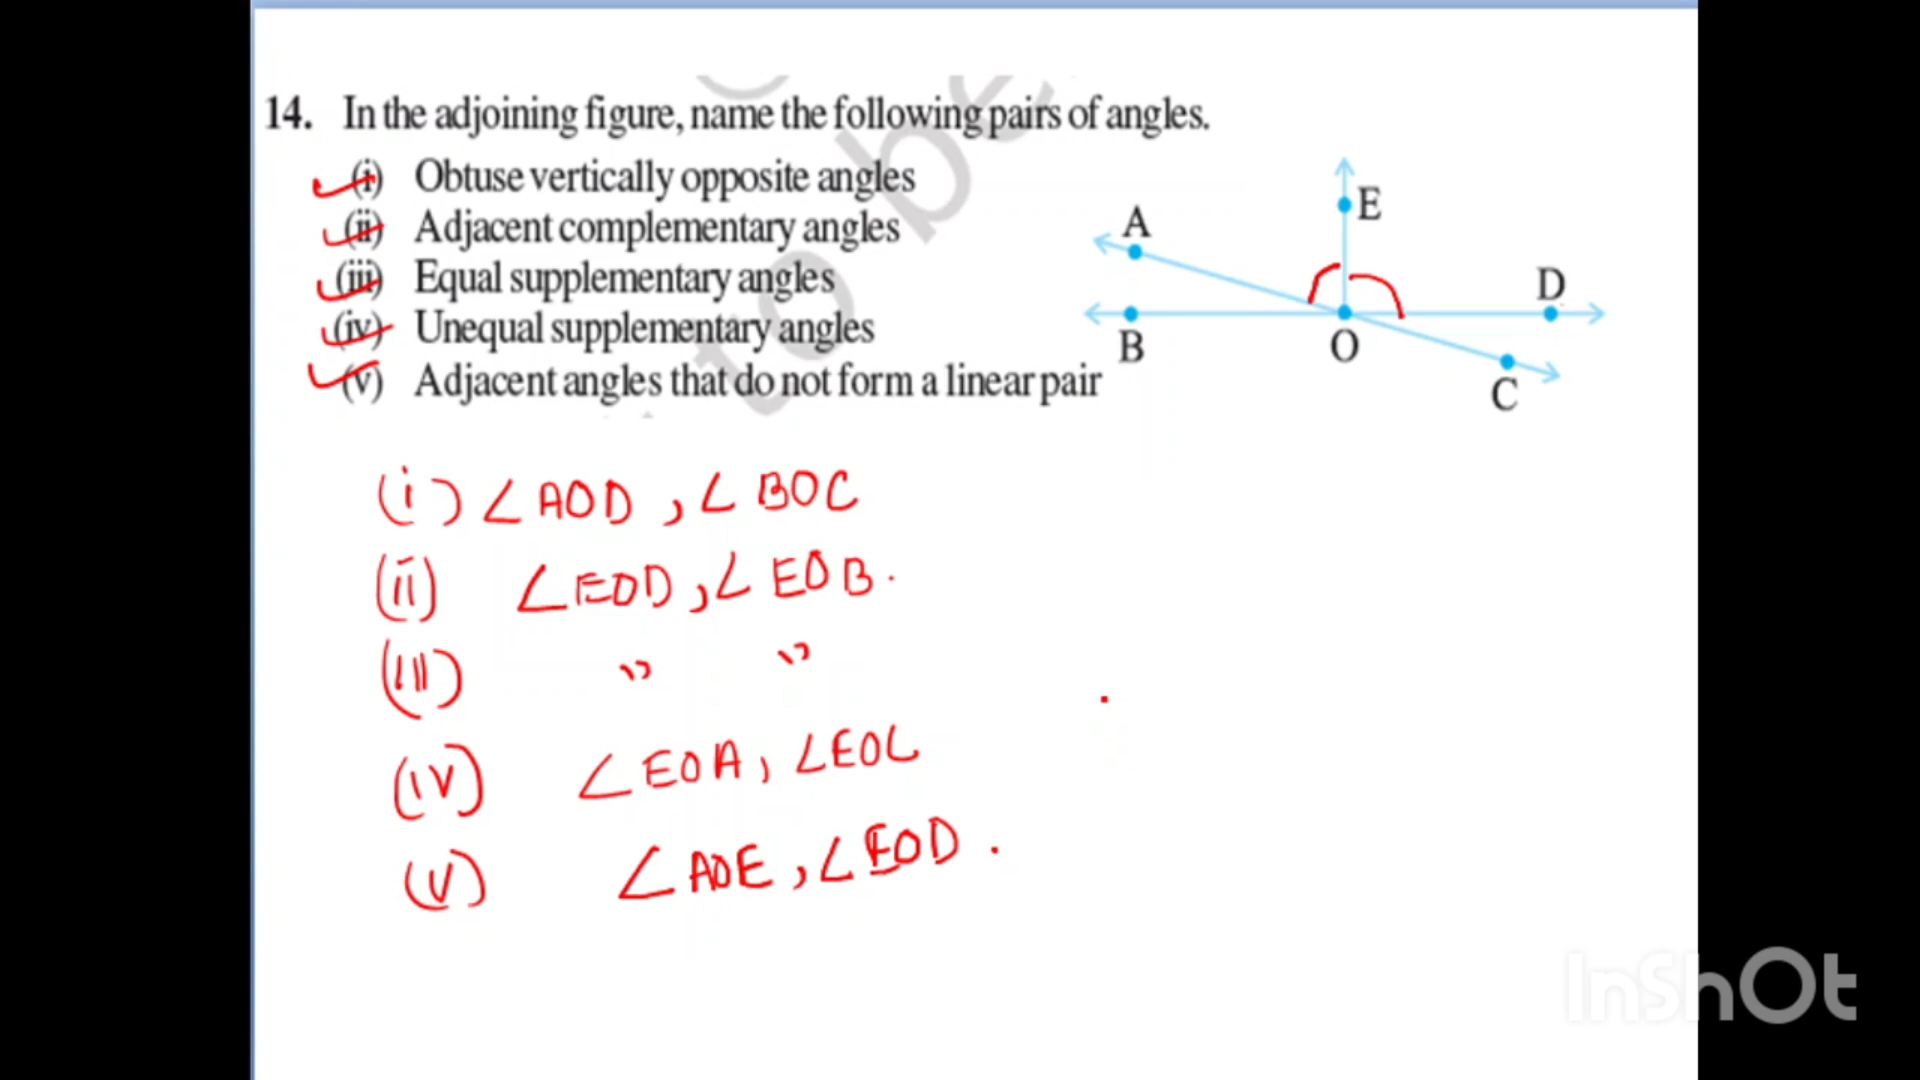 14. In the adjoining figure, name the following pairs of angles.
(i) Obtuse vertically opposite angles
(ii) Adjacent complementary angles
(iii) Equal supplementary angles
(iv) Unequal supplementary angles
(v) Adjacent angles that do not form a linear pair
to be
A
E
D
B
O
C
(i) ∠AOD, ∠BOC
(ii) ∠EOD, ∠EOB.
(iii) " "
(iv) ∠EOA, ∠EOC
(v) ∠AOE, ∠EOD.
InShOt